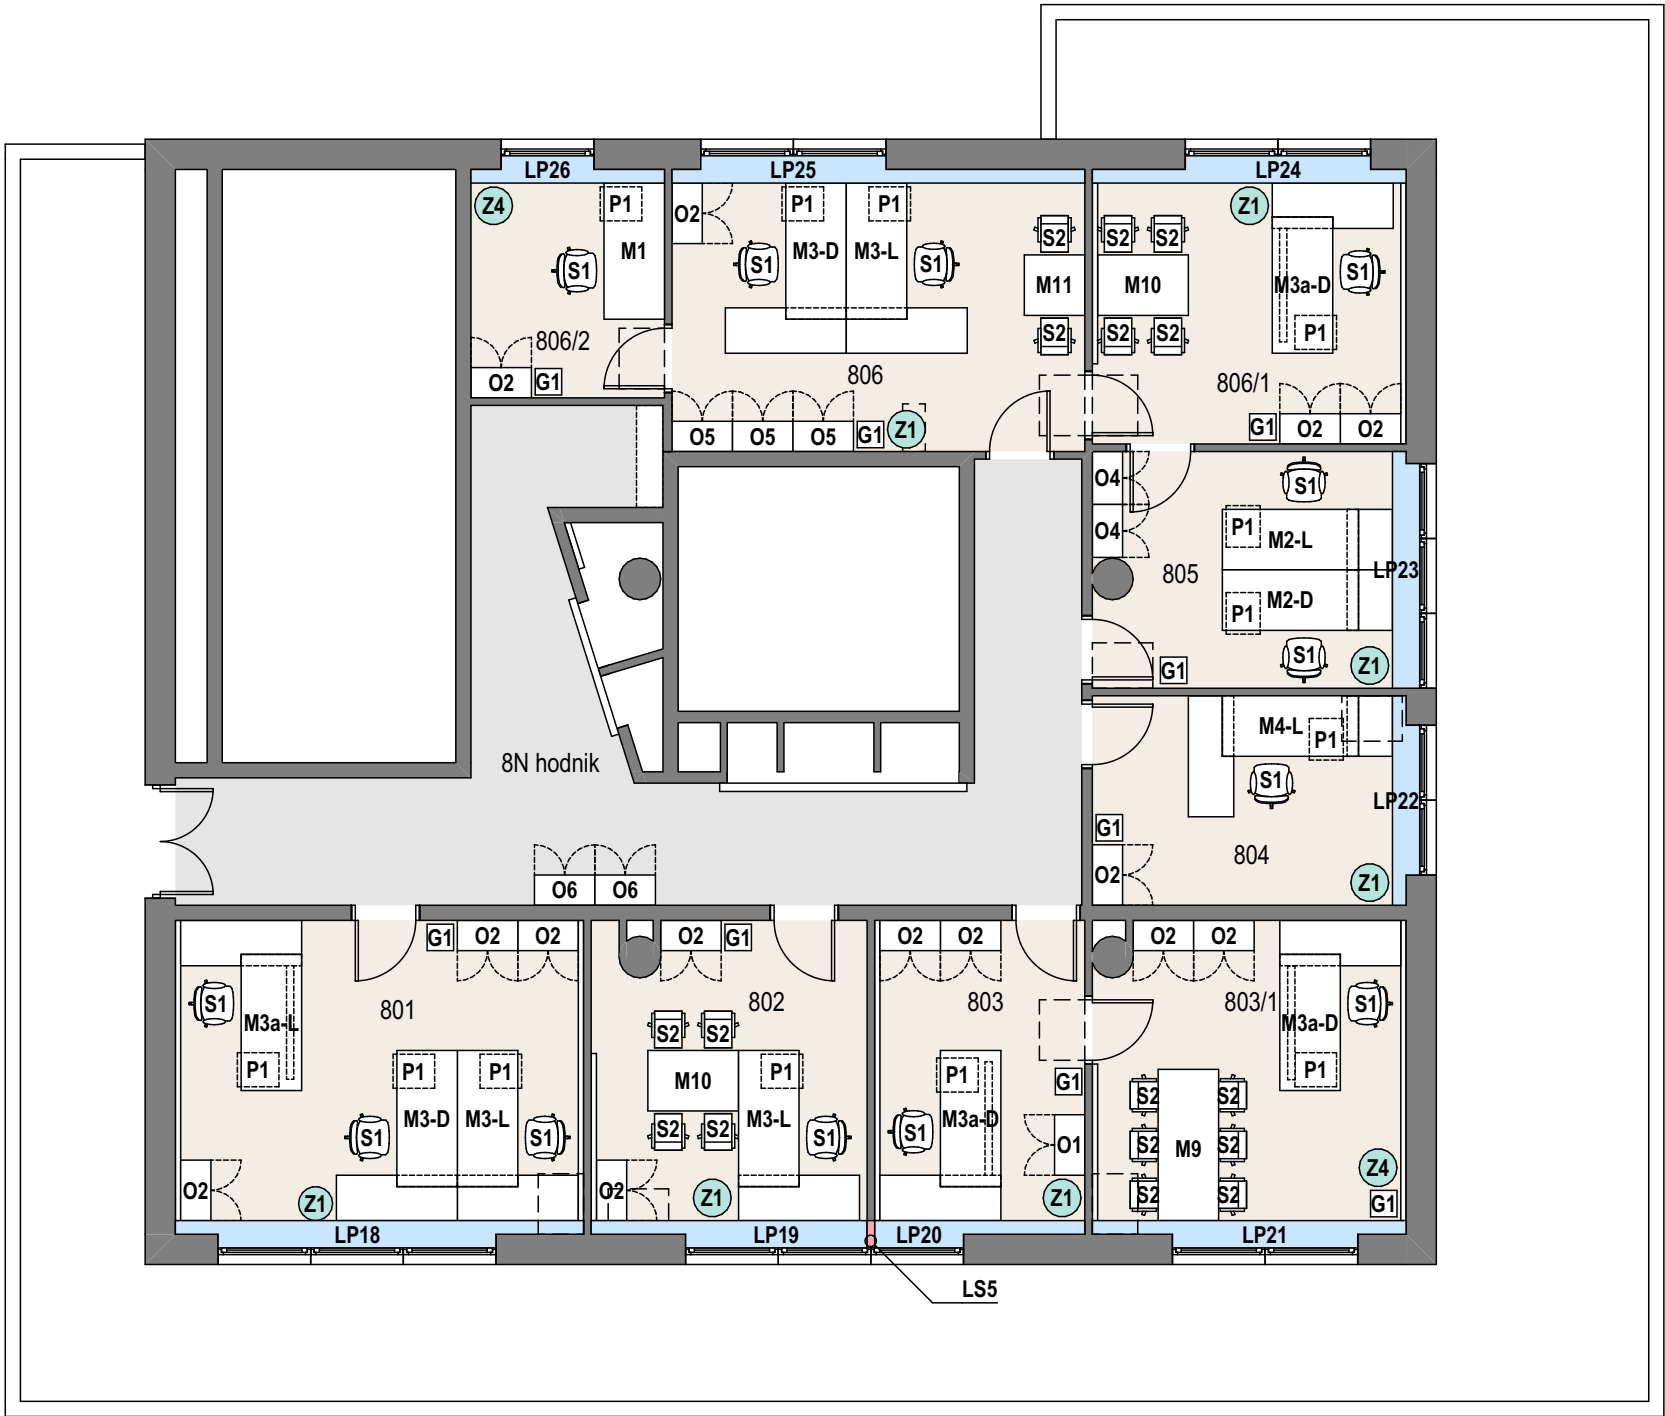 LP26
LP25
LP24
Z4
P1
M1
S1
806/2
O2
G1
O2
P1
P1
S1
M3-D
M3-L
S1
S2
M11
S2
806
O5
O5
O5
G1
Z1
S2
S2
M10
S2
S2
Z1
M3a-D
S1
P1
806/1
G1
O2
O2
O4
O4
S1
P1
M2-L
805
P1
M2-D
LP23
S1
G1
Z1
M4-L
P1
S1
LP22
G1
O2
804
Z1
8N hodnik
O6
O6
G1
O2
O2
S1
M3a-L
P1
801
P1
P1
S1
M3-D
M3-L
S1
O2
Z1
LP18
O2
G1
802
S2
S2
M10
P1
S2
S2
M3-L
S1
O2
Z1
LP19
O2
O2
803
P1
S1
M3a-D
G1
O1
Z1
LP20
O2
O2
803/1
S1
M3a-D
P1
S2
S2
S2
M9
S2
S2
S2
Z4
G1
LP21
LS5